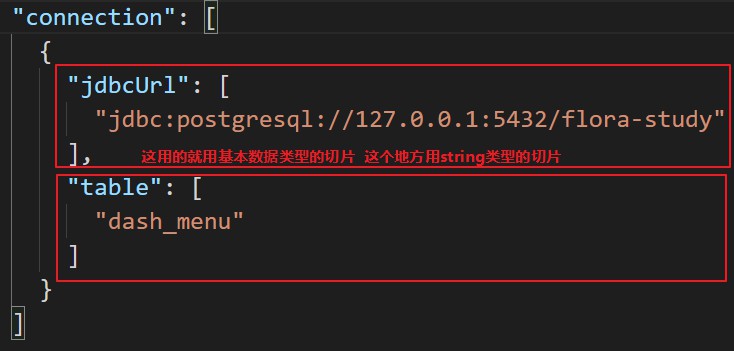 "connection": [
{
"jdbcUrl": [
"jdbc:postgresql://127.0.0.1:5432/flora-study"
], 这用的就用基本数据类型的切片 这个地方用string类型的切片
"table": [
"dash_menu"
]
}
]